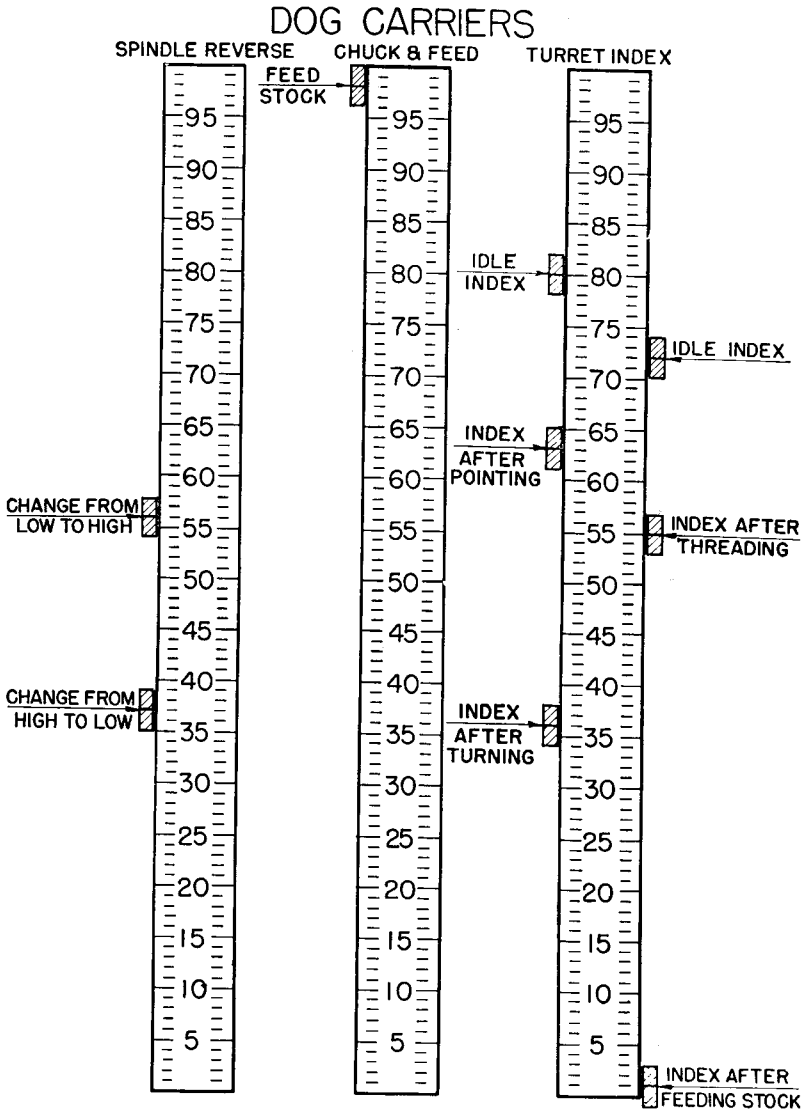 DOG CARRIERS
SPINDLE REVERSE
95
90
85
80
75
70
65
60
55
50
45
40
35
30
25
20
15
10
5
CHANGE FROM
LOW TO HIGH
CHANGE FROM
HIGH TO LOW
CHUCK & FEED
95
90
85
80
75
70
65
60
55
50
45
40
35
30
25
20
15
10
5
FEED
STOCK
TURRET INDEX
95
90
85
80
75
70
65
60
55
50
45
40
35
30
25
20
15
10
5
IDLE
INDEX
INDEX
AFTER
POINTING
INDEX
AFTER
TURNING
IDLE INDEX
INDEX AFTER
THREADING
INDEX AFTER
FEEDING STOCK